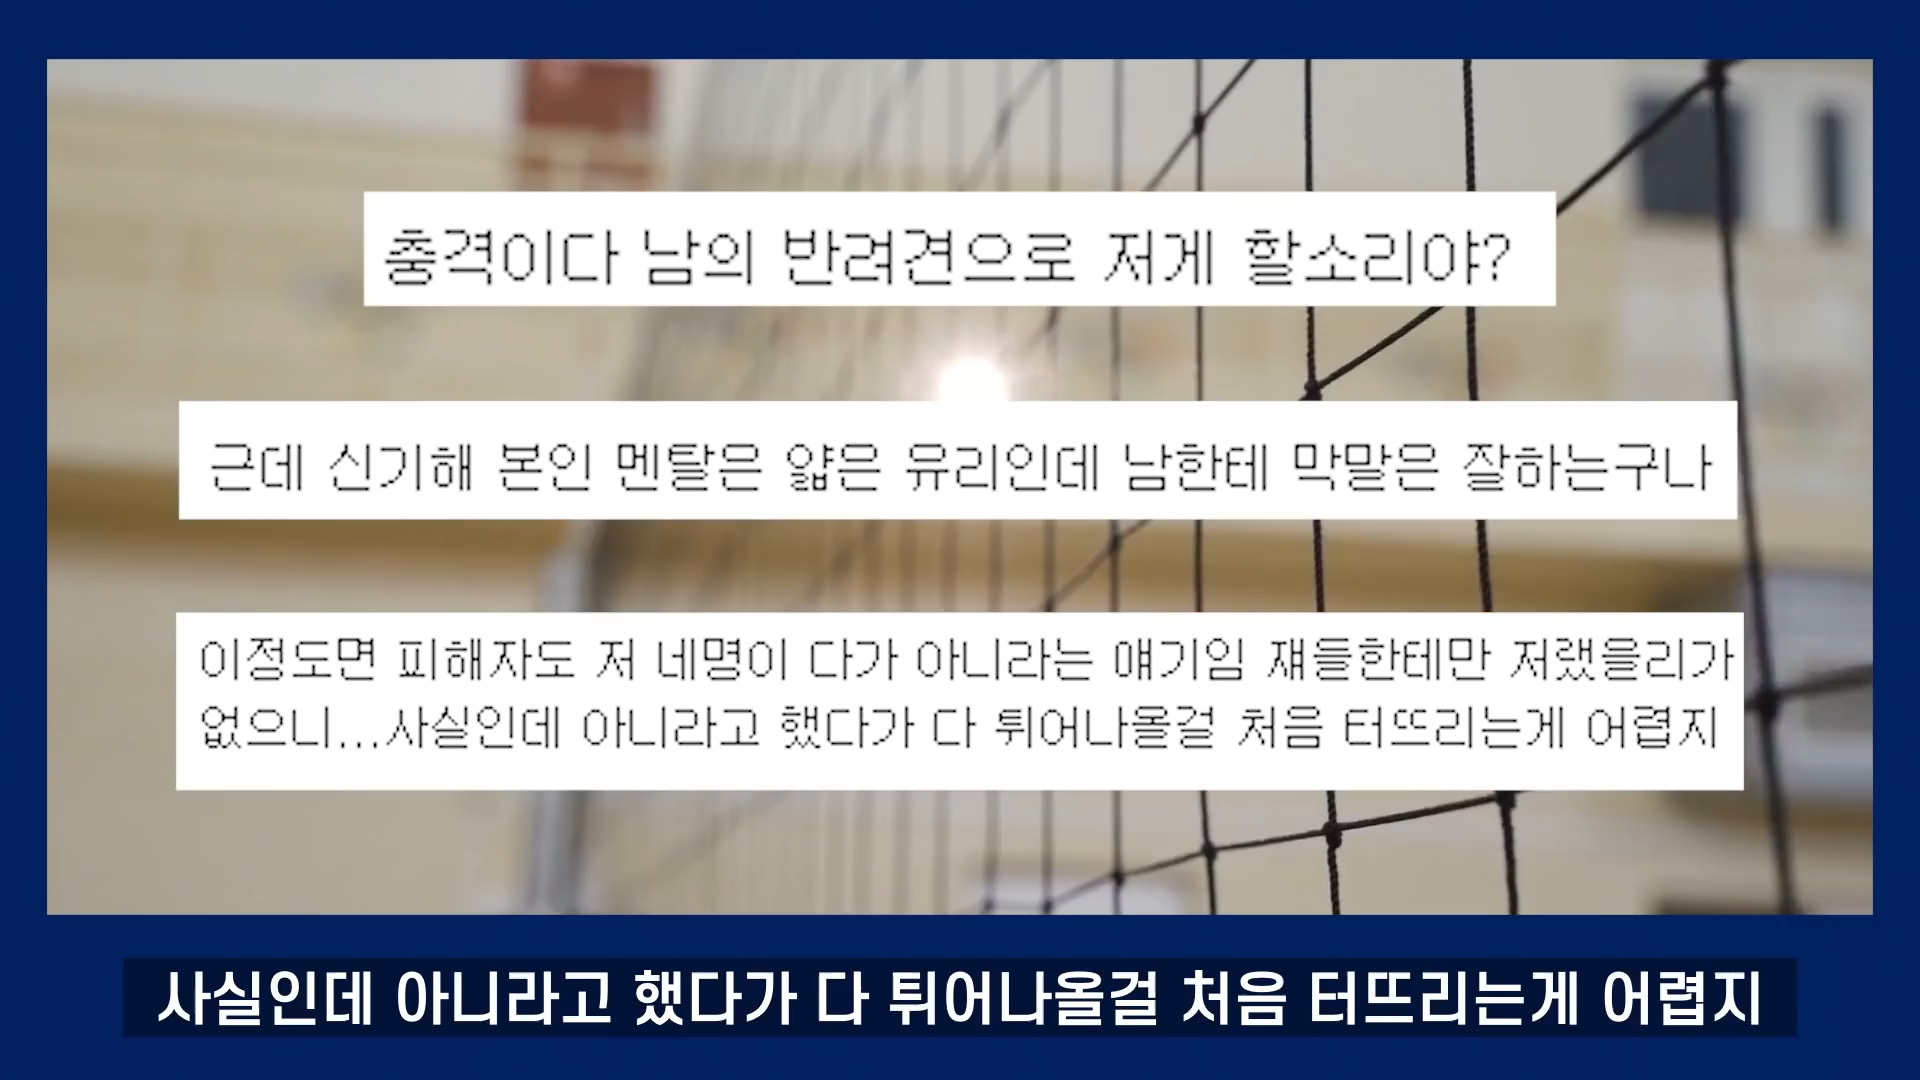 충격이다 남의 반려견으로 저게 할소리야?
근데 신기해 본인 멘탈은 얇은 유리인데 남한테 막말은 잘하는구나
이정도면 피해자도 저 네명이 다가 아니라는 얘기임 쟤들한테만 저랬을리가
없으니...사실인데 아니라고 했다가 다 튀어나올걸 처음 터뜨리는게 어렵지
사실인데 아니라고 했다가 다 튀어나올걸 처음 터뜨리는게 어렵지